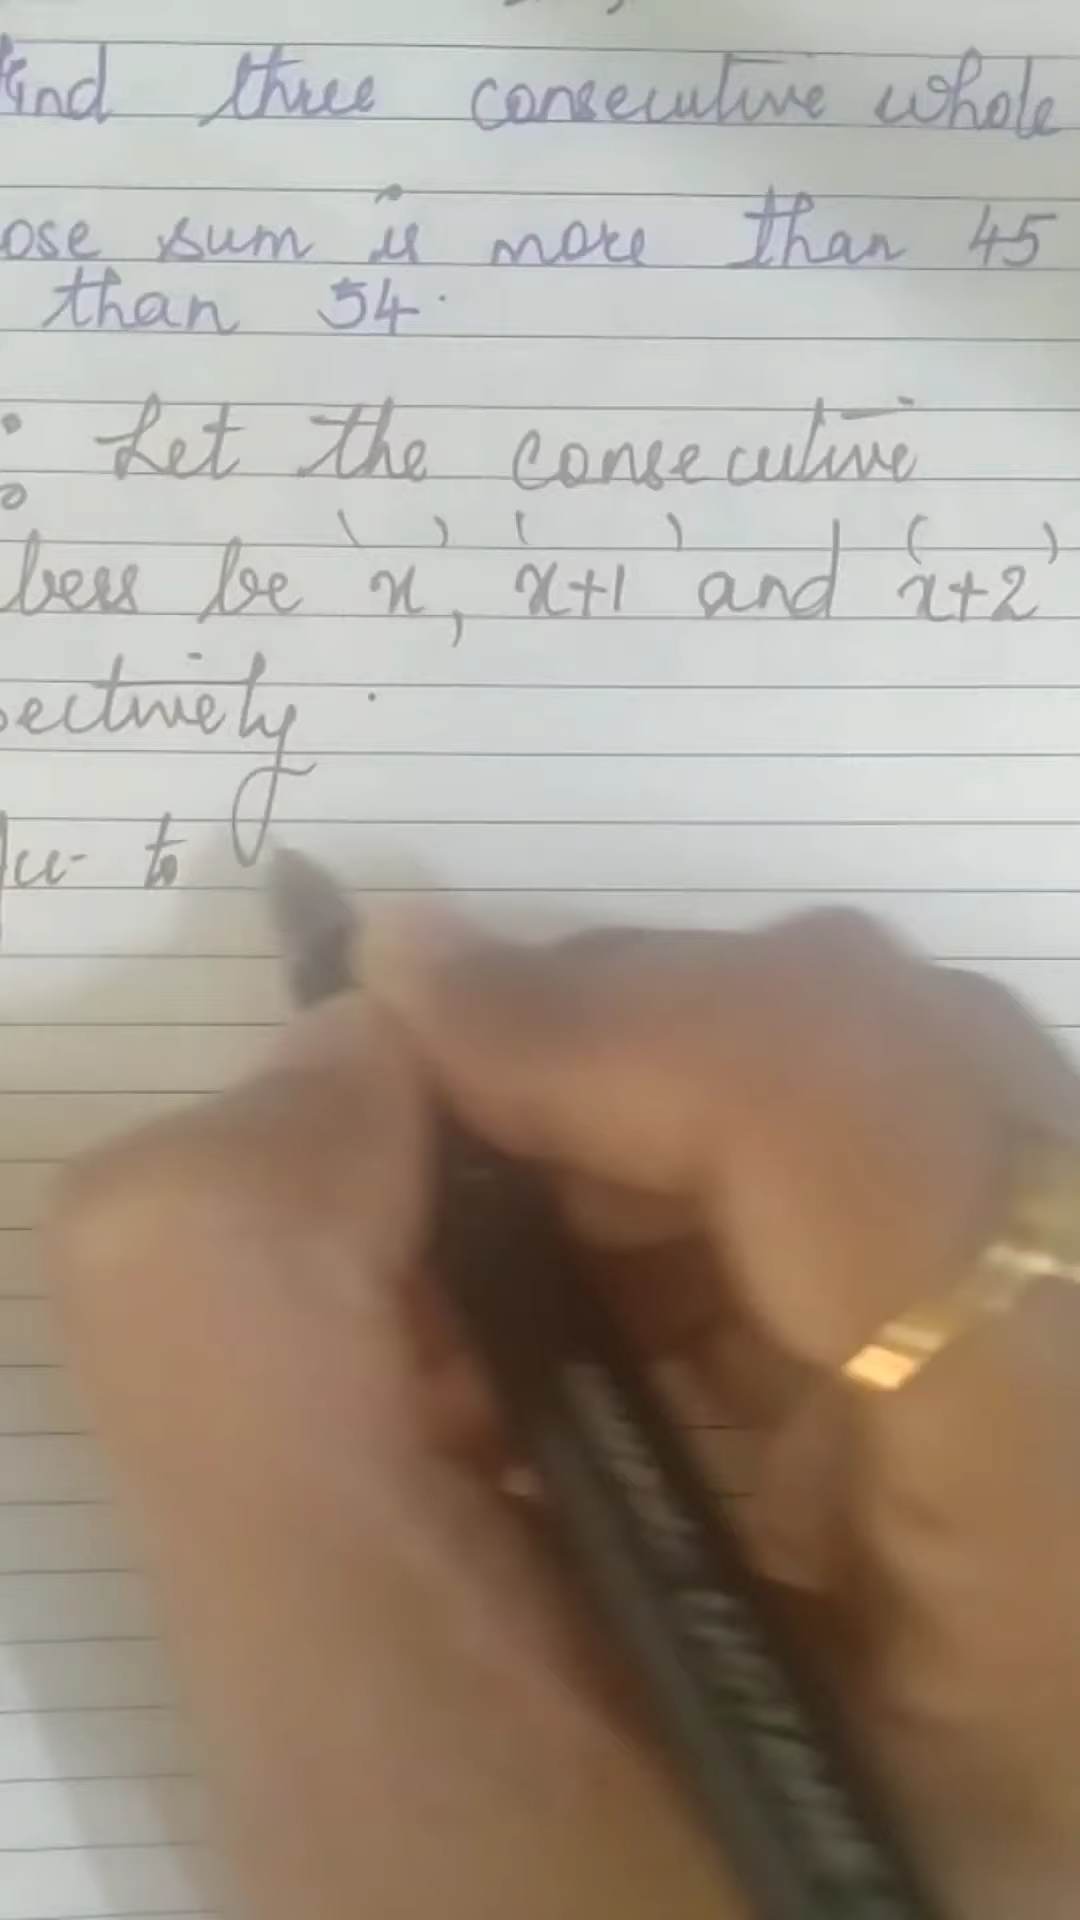 find three consecutive whole
ose sum is more than 45
than 54.
: Let the consecutive
bers be x, x+1 and x+2
ectively.
to